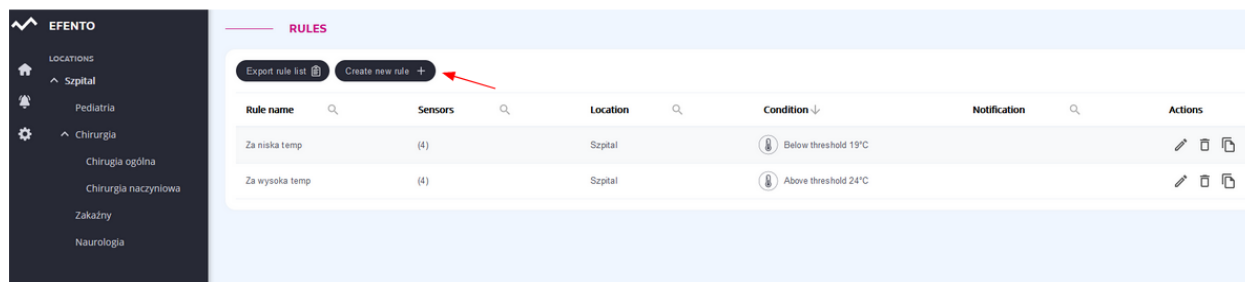 EFENTO
LOCATIONS
Szpital
Pediatria
Chirurgia
Chirugia ogólna
Chirurgia naczyniowa
Zakaźny
Naurologia
RULES
Export rule list Create new rule +
Rule name Sensors Location Condition Notification Actions
Za niska temp (4) Szpital Below threshold 19°C
Za wysoka temp (4) Szpital Above threshold 24°C